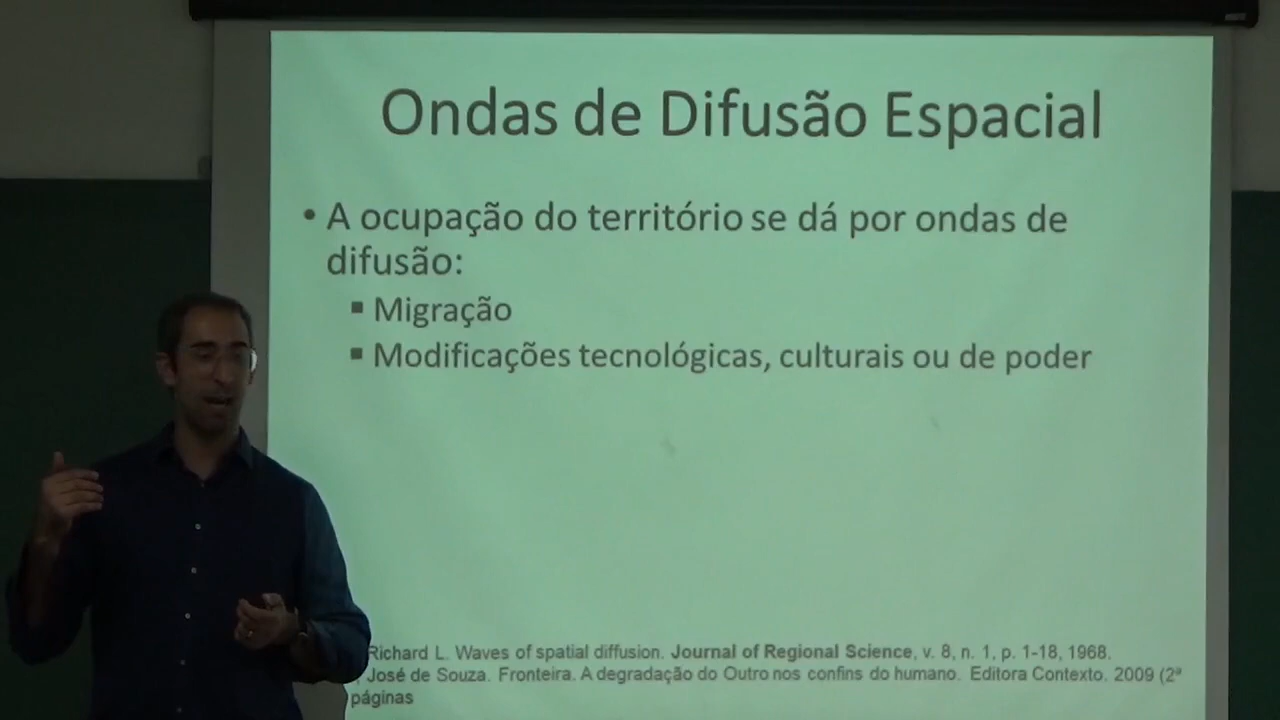 Ondas de Difusão Espacial
• A ocupação do território se dá por ondas de
difusão:
▪ Migração
▪ Modificações tecnológicas, culturais ou de poder
Richard L. Waves of spatial diffusion. Journal of Regional Science, v. 8, n. 1, p. 1-18, 1968.
José de Souza. Fronteira. A degradação do Outro nos confins do humano. Editora Contexto. 2009 (2ª
páginas